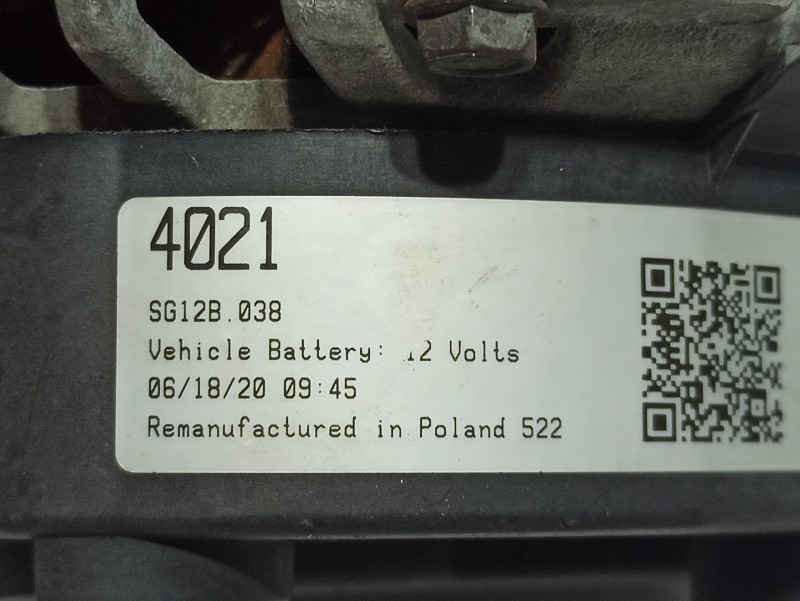 4021
SG12B.038
Vehicle Battery: 12 Volts
06/18/20 09:45
Remanufactured in Poland 522